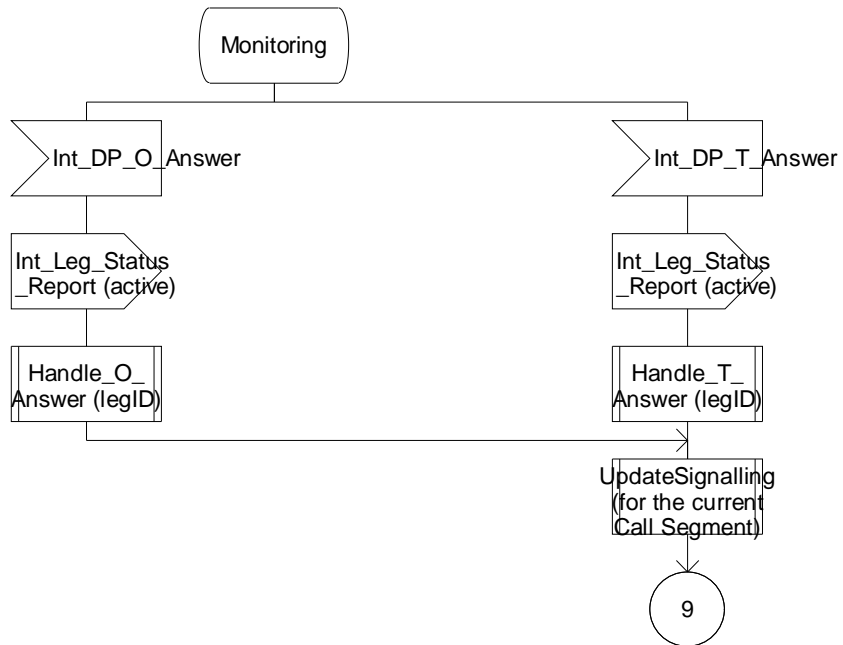 Monitoring
Int_DP_O_Answer
Int_DP_T_Answer
Int_Leg_Status
_Report (active)
Int_Leg_Status
_Report (active)
Handle_O_
Answer (legID)
Handle_T_
Answer (legID)
UpdateSignalling
(for the current
Call Segment)
9